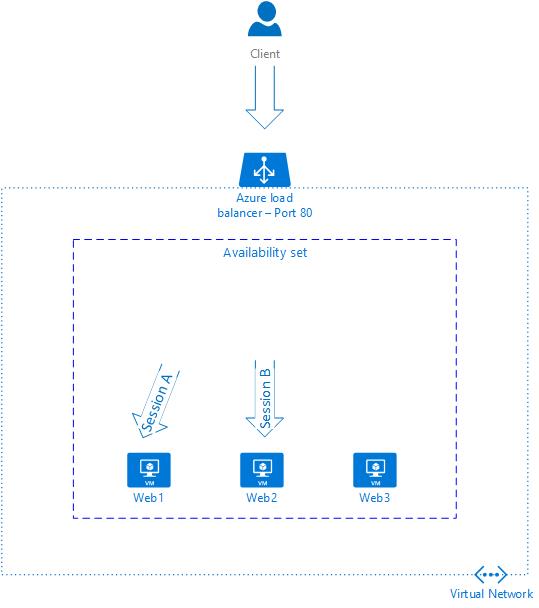 Client
Azure load
balancer – Port 80
Availability set
Session A
Session B
VM
VM
VM
Web1
Web2
Web3
Virtual Network